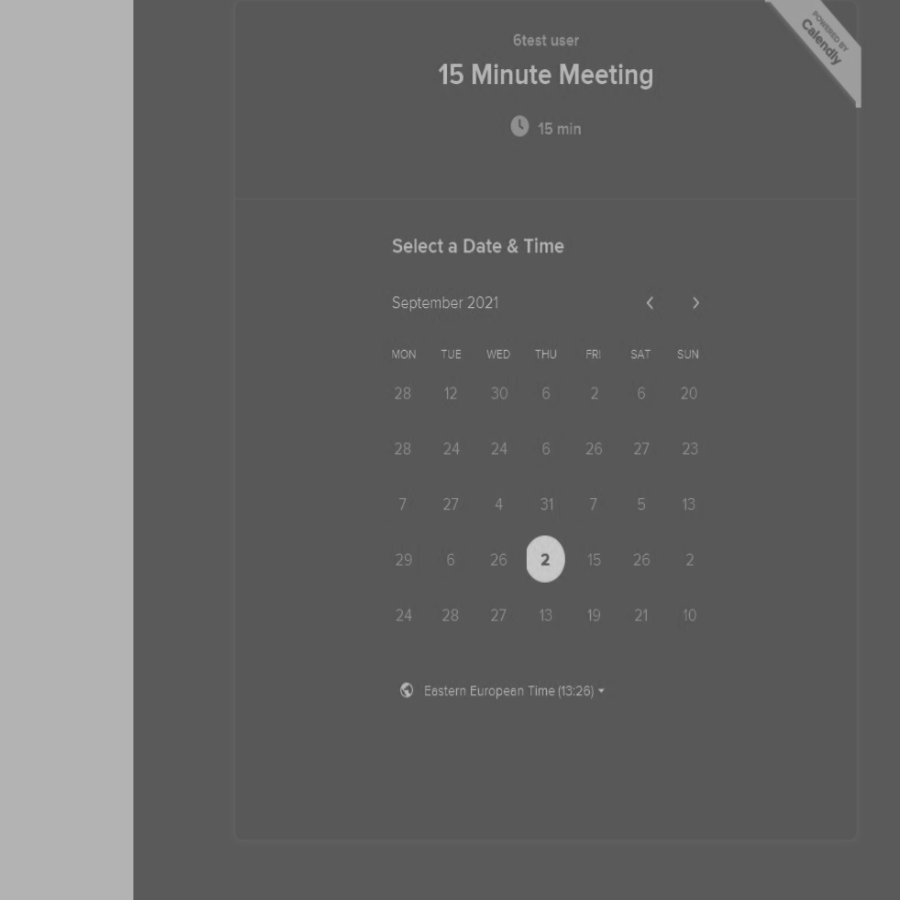 POWERED BY
Calendly
6test user
15 Minute Meeting
15 min
Select a Date & Time
September 2021
MON TUE WED THU FRI SAT SUN
28 12 30 6 2 6 20
28 24 24 6 26 27 23
7 27 4 31 7 5 13
29 6 26 2 15 26 2
24 28 27 13 19 21 10
Eastern European Time (13:26)